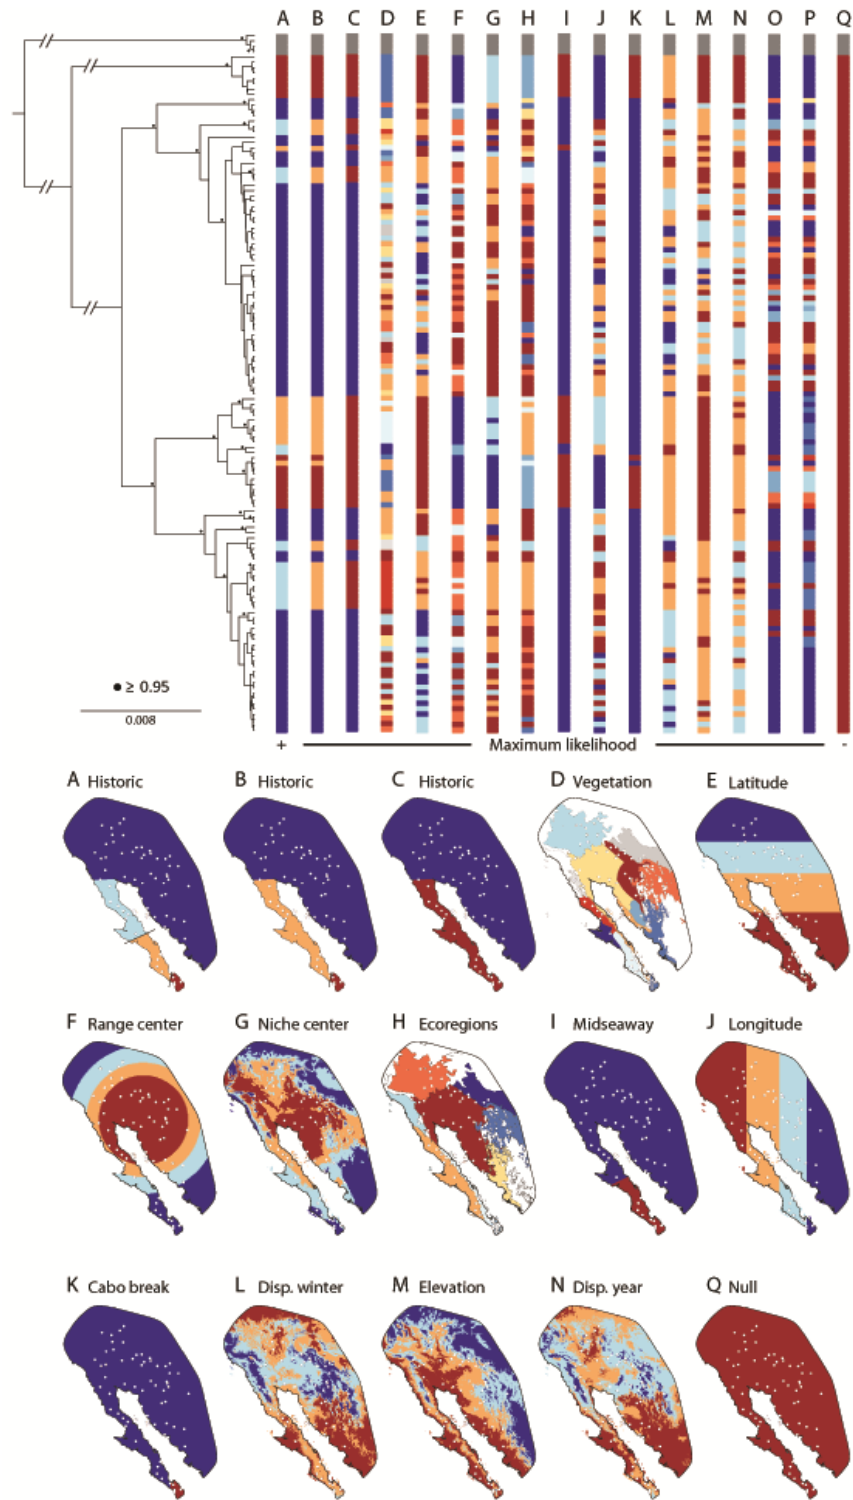 A B C D E F G H I J K L M N O P Q
● ≥ 0.95
0.008
+ Maximum likelihood -
A Historic B Historic C Historic D Vegetation E Latitude
F Range center G Niche center H Ecoregions I Midseaway J Longitude
K Cabo break L Disp. winter M Elevation N Disp. year Q Null